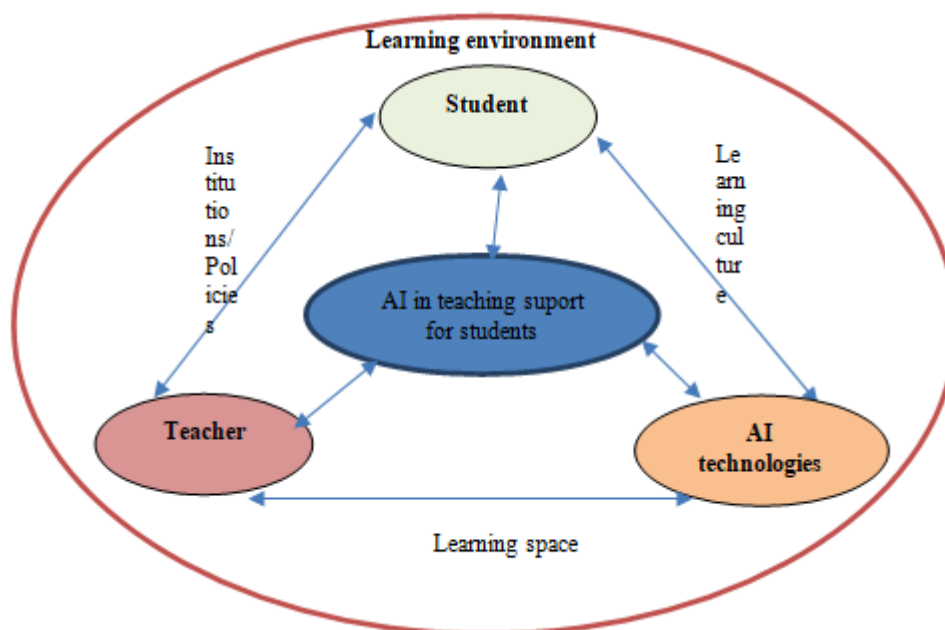 Learning environment
Student
Ins
titu
tio
ns/
Pol
icie
s
Le
arn
ing
cul
tur
e
AI in teaching suport
for students
Teacher
AI
technologies
Learning space